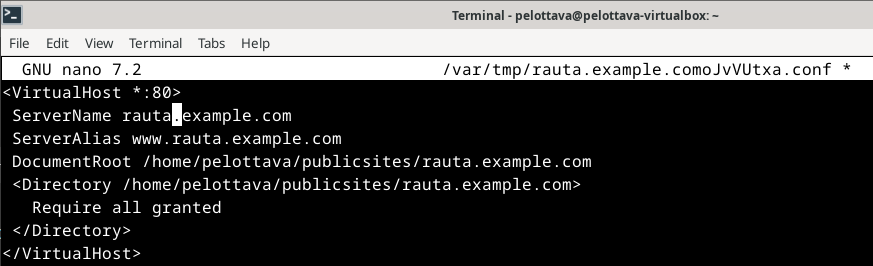 Terminal - pelottava@pelottava-virtualbox: ~
File Edit View Terminal Tabs Help
GNU nano 7.2 /var/tmp/rauta.example.comoJvVUtxa.conf *
<VirtualHost *:80>
ServerName rauta.example.com
ServerAlias www.rauta.example.com
DocumentRoot /home/pelottava/publicsites/rauta.example.com
<Directory /home/pelottava/publicsites/rauta.example.com>
Require all granted
</Directory>
</VirtualHost>